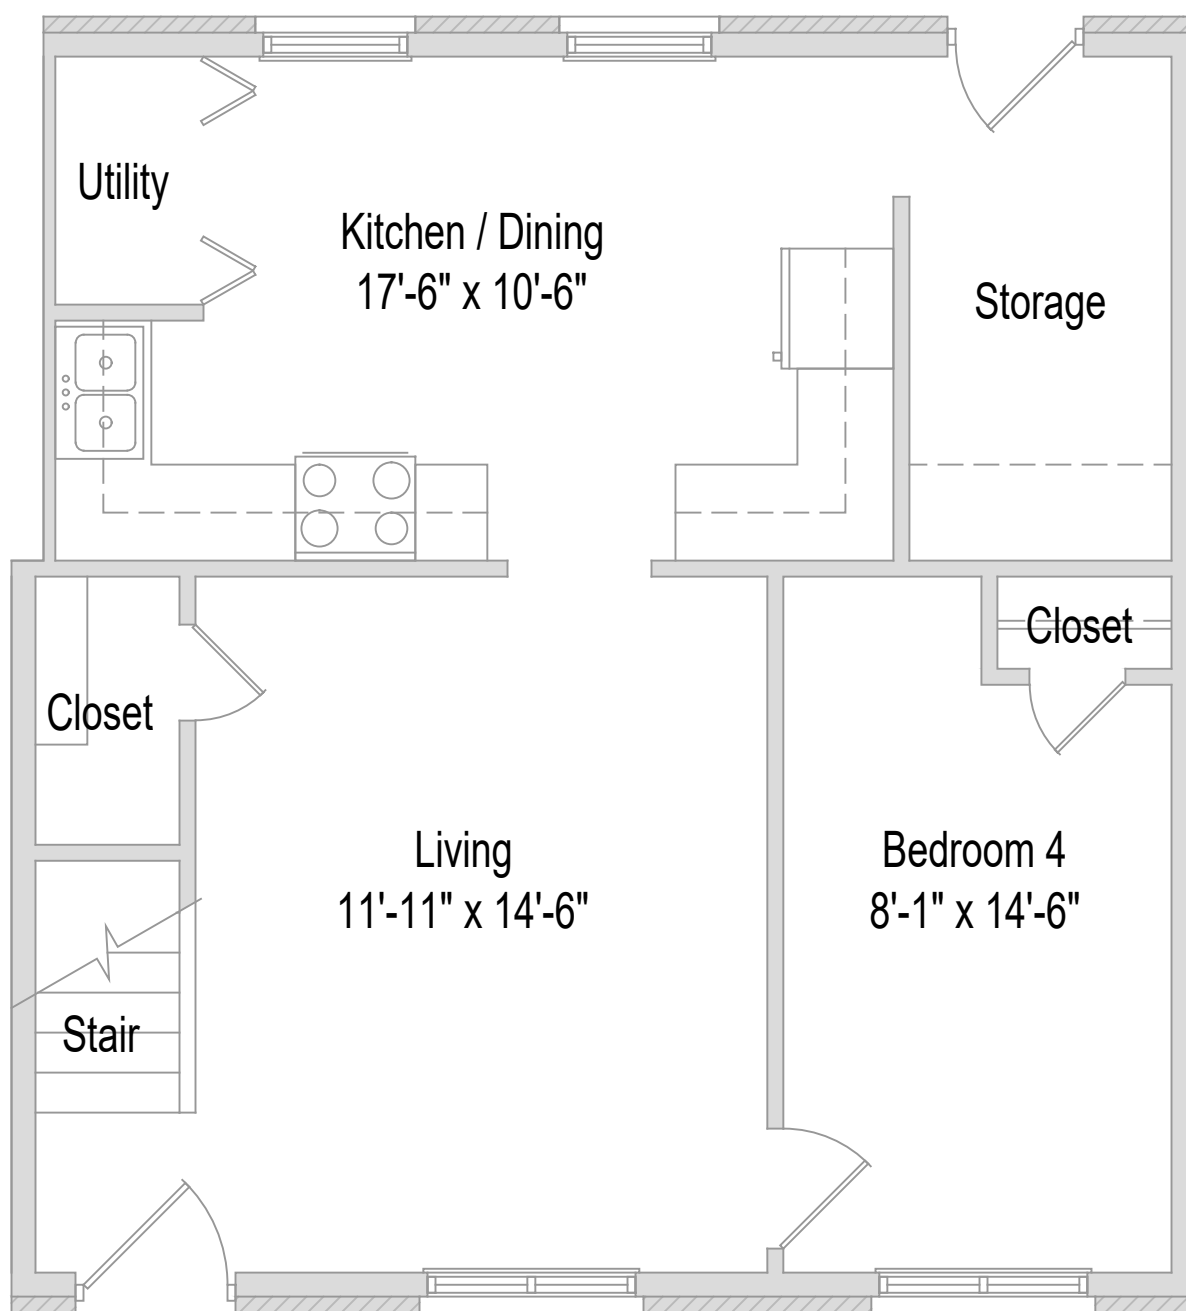 Utility
Kitchen / Dining
17'-6" x 10'-6"
Storage
Closet
Closet
Living
11'-11" x 14'-6"
Bedroom 4
8'-1" x 14'-6"
Stair